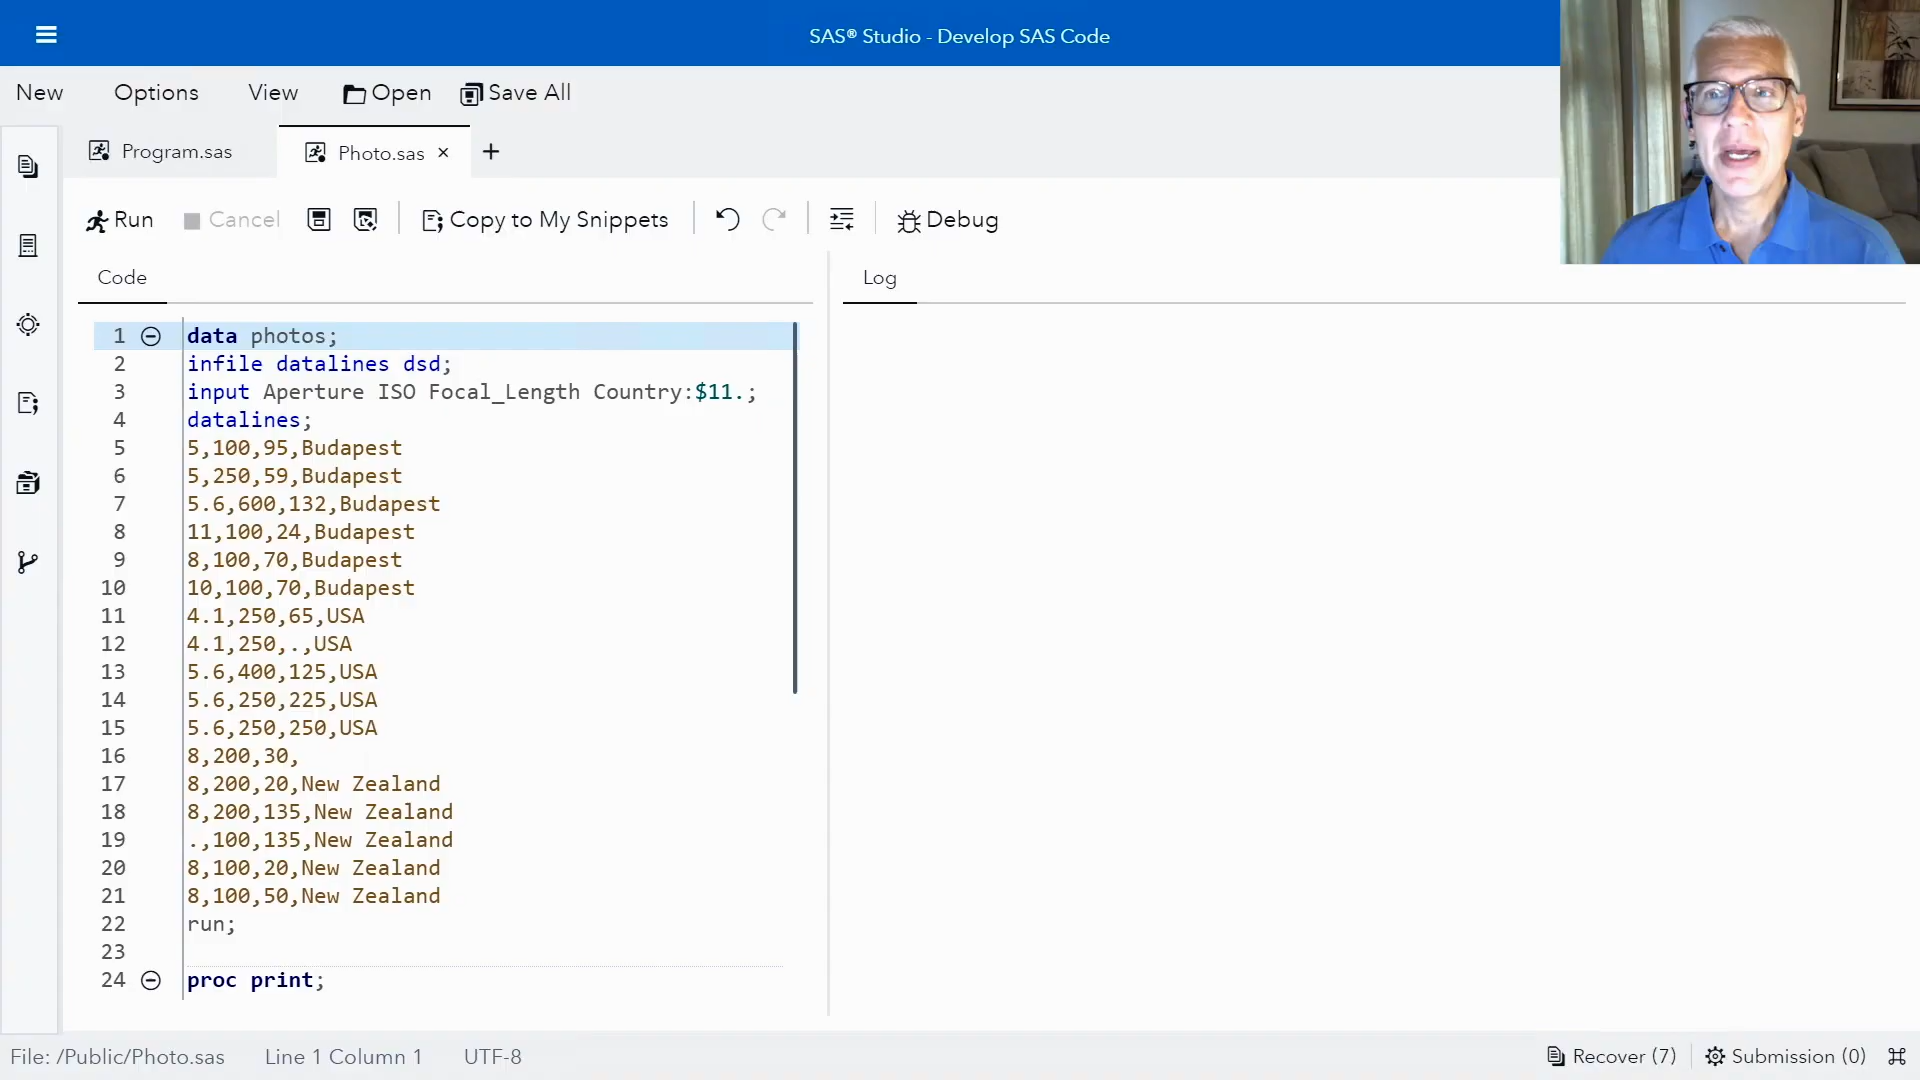 SAS® Studio - Develop SAS Code
New Options View Open Save All
Program.sas Photo.sas × +
Run Cancel Copy to My Snippets Debug
Code
Log
1 data photos;
2 infile datalines dsd;
3 input Aperture ISO Focal_Length Country:$11.;
4 datalines;
5 5,100,95,Budapest
6 5,250,59,Budapest
7 5.6,600,132,Budapest
8 11,100,24,Budapest
9 8,100,70,Budapest
10 10,100,70,Budapest
11 4.1,250,65,USA
12 4.1,250,.,USA
13 5.6,400,125,USA
14 5.6,250,225,USA
15 5.6,250,250,USA
16 8,200,30,
17 8,200,20,New Zealand
18 8,200,135,New Zealand
19 .,100,135,New Zealand
20 8,100,20,New Zealand
21 8,100,50,New Zealand
22 run;
23
24 proc print;
File: /Public/Photo.sas Line 1 Column 1 UTF-8 Recover (7) Submission (0)